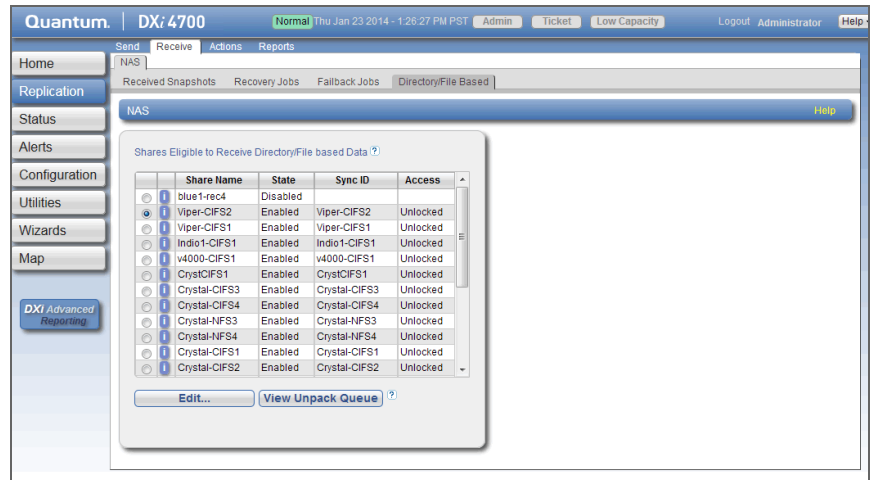 Quantum. DXi 4700 Normal Thu Jan 23 2014 - 1:26:27 PM PST Admin Ticket Low Capacity Logout Administrator Help
Send Receive Actions Reports
Home
Replication
Status
Alerts
Configuration
Utilities
Wizards
Map
DXi Advanced
Reporting
NAS
Received Snapshots Recovery Jobs Failback Jobs Directory/File Based
NAS Help
Shares Eligible to Receive Directory/File based Data ?
Share Name State Sync ID Access
i blue1-rec4 Disabled
i Viper-CIFS2 Enabled Viper-CIFS2 Unlocked
i Viper-CIFS1 Enabled Viper-CIFS1 Unlocked
i Indio1-CIFS1 Enabled Indio1-CIFS1 Unlocked
i v4000-CIFS1 Enabled v4000-CIFS1 Unlocked
i CrystCIFS1 Enabled CrystCIFS1 Unlocked
i Crystal-CIFS3 Enabled Crystal-CIFS3 Unlocked
i Crystal-CIFS4 Enabled Crystal-CIFS4 Unlocked
i Crystal-NFS3 Enabled Crystal-NFS3 Unlocked
i Crystal-NFS4 Enabled Crystal-NFS4 Unlocked
i Crystal-CIFS1 Enabled Crystal-CIFS1 Unlocked
i Crystal-CIFS2 Enabled Crystal-CIFS2 Unlocked
Edit... View Unpack Queue ?